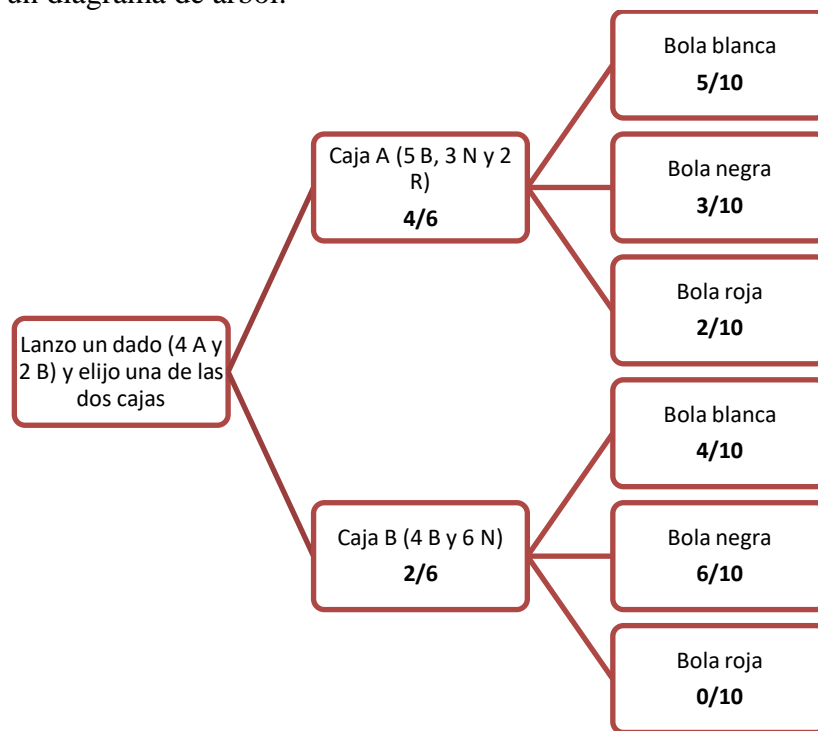 un diagrama de árbol.
Lanzo un dado (4 A y
2 B) y elijo una de las
dos cajas
Caja A (5 B, 3 N y 2
R)
4/6
Bola blanca
5/10
Bola negra
3/10
Bola roja
2/10
Caja B (4 B y 6 N)
2/6
Bola blanca
4/10
Bola negra
6/10
Bola roja
0/10